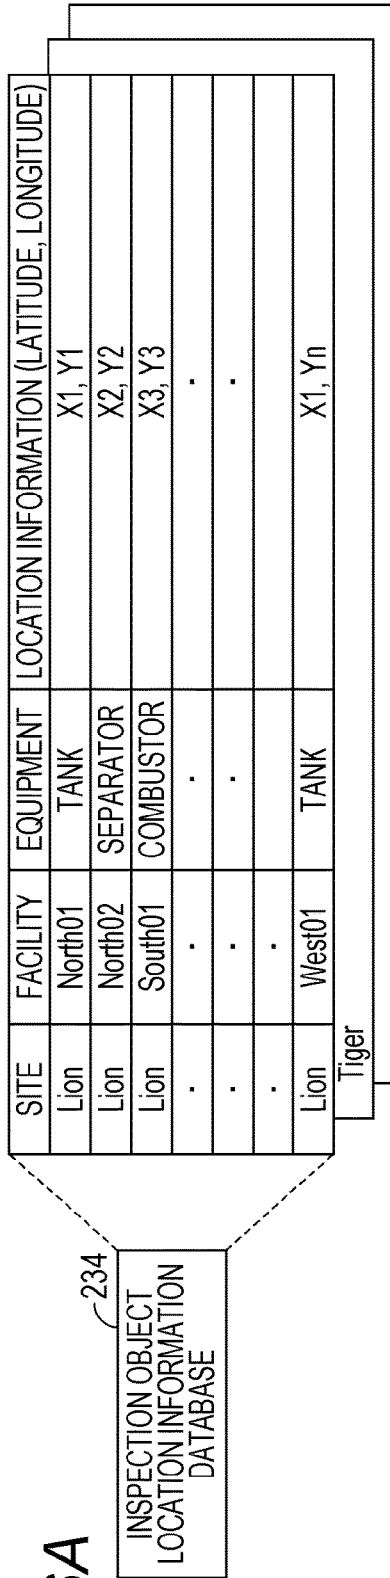 6A
234
INSPECTION OBJECT
LOCATION INFORMATION
DATABASE
SITE FACILITY EQUIPMENT LOCATION INFORMATION (LATITUDE, LONGITUDE)
Lion North01 TANK X1, Y1
Lion North02 SEPARATOR X2, Y2
Lion South01 COMBUSTOR X3, Y3
. . . .
. . . .
. .
Lion West01 TANK X1, Yn
Tiger